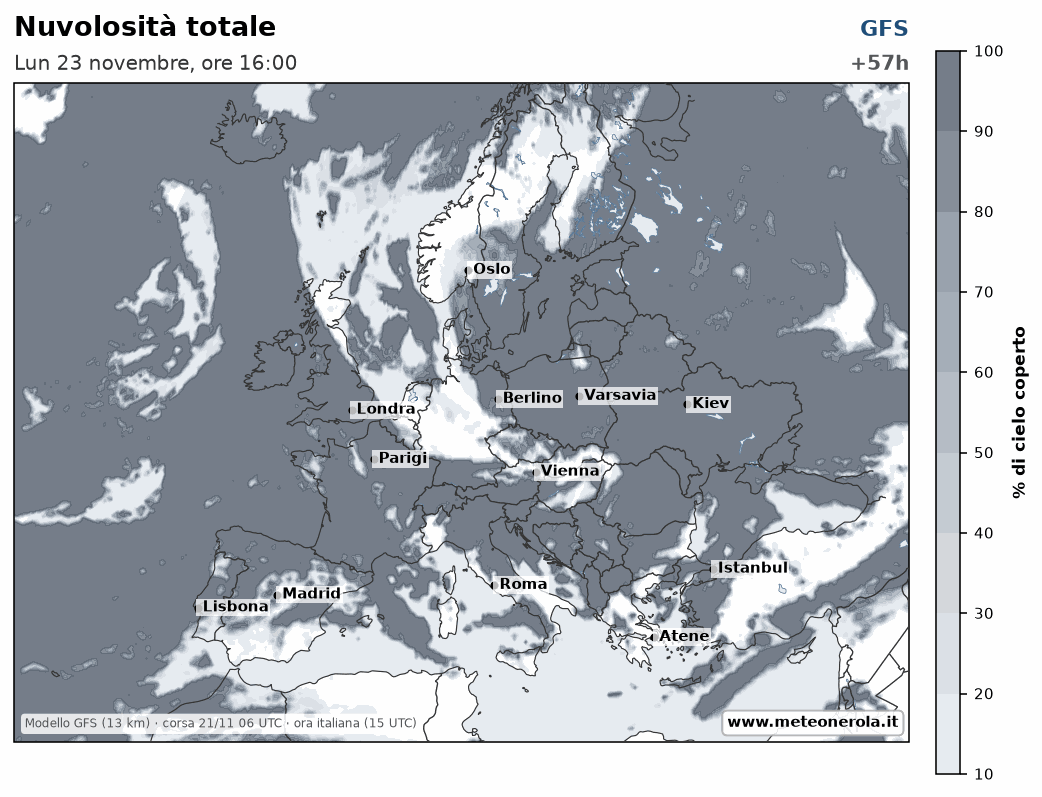 Nuvolosità totale
GFS
Lun 23 novembre, ore 16:00
+57h
100
90
80
70
60
50
40
30
20
10
% di cielo coperto
Oslo
Berlino
Varsavia
Kiev
Londra
Parigi
Vienna
Istanbul
Roma
Madrid
Lisbona
Atene
Modello GFS (13 km) · corsa 21/11 06 UTC · ora italiana (15 UTC)
www.meteonerola.it